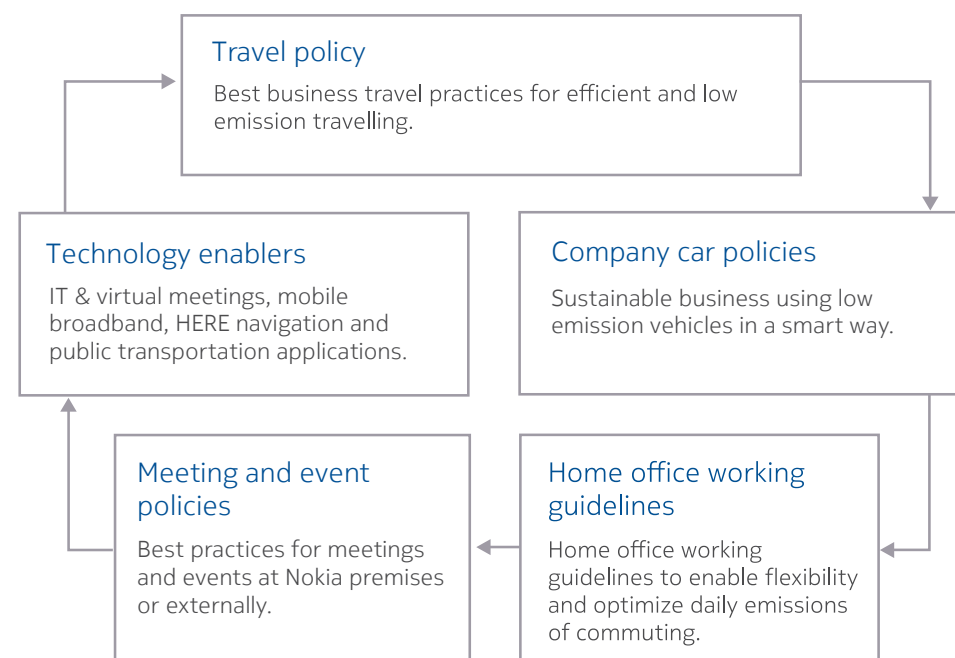 Travel policy
Best business travel practices for efficient and low
emission travelling.
Technology enablers
IT & virtual meetings, mobile
broadband, HERE navigation and
public transportation applications.
Company car policies
Sustainable business using low
emission vehicles in a smart way.
Meeting and event
policies
Best practices for meetings
and events at Nokia premises
or externally.
Home office working
guidelines
Home office working
guidelines to enable flexibility
and optimize daily emissions
of commuting.